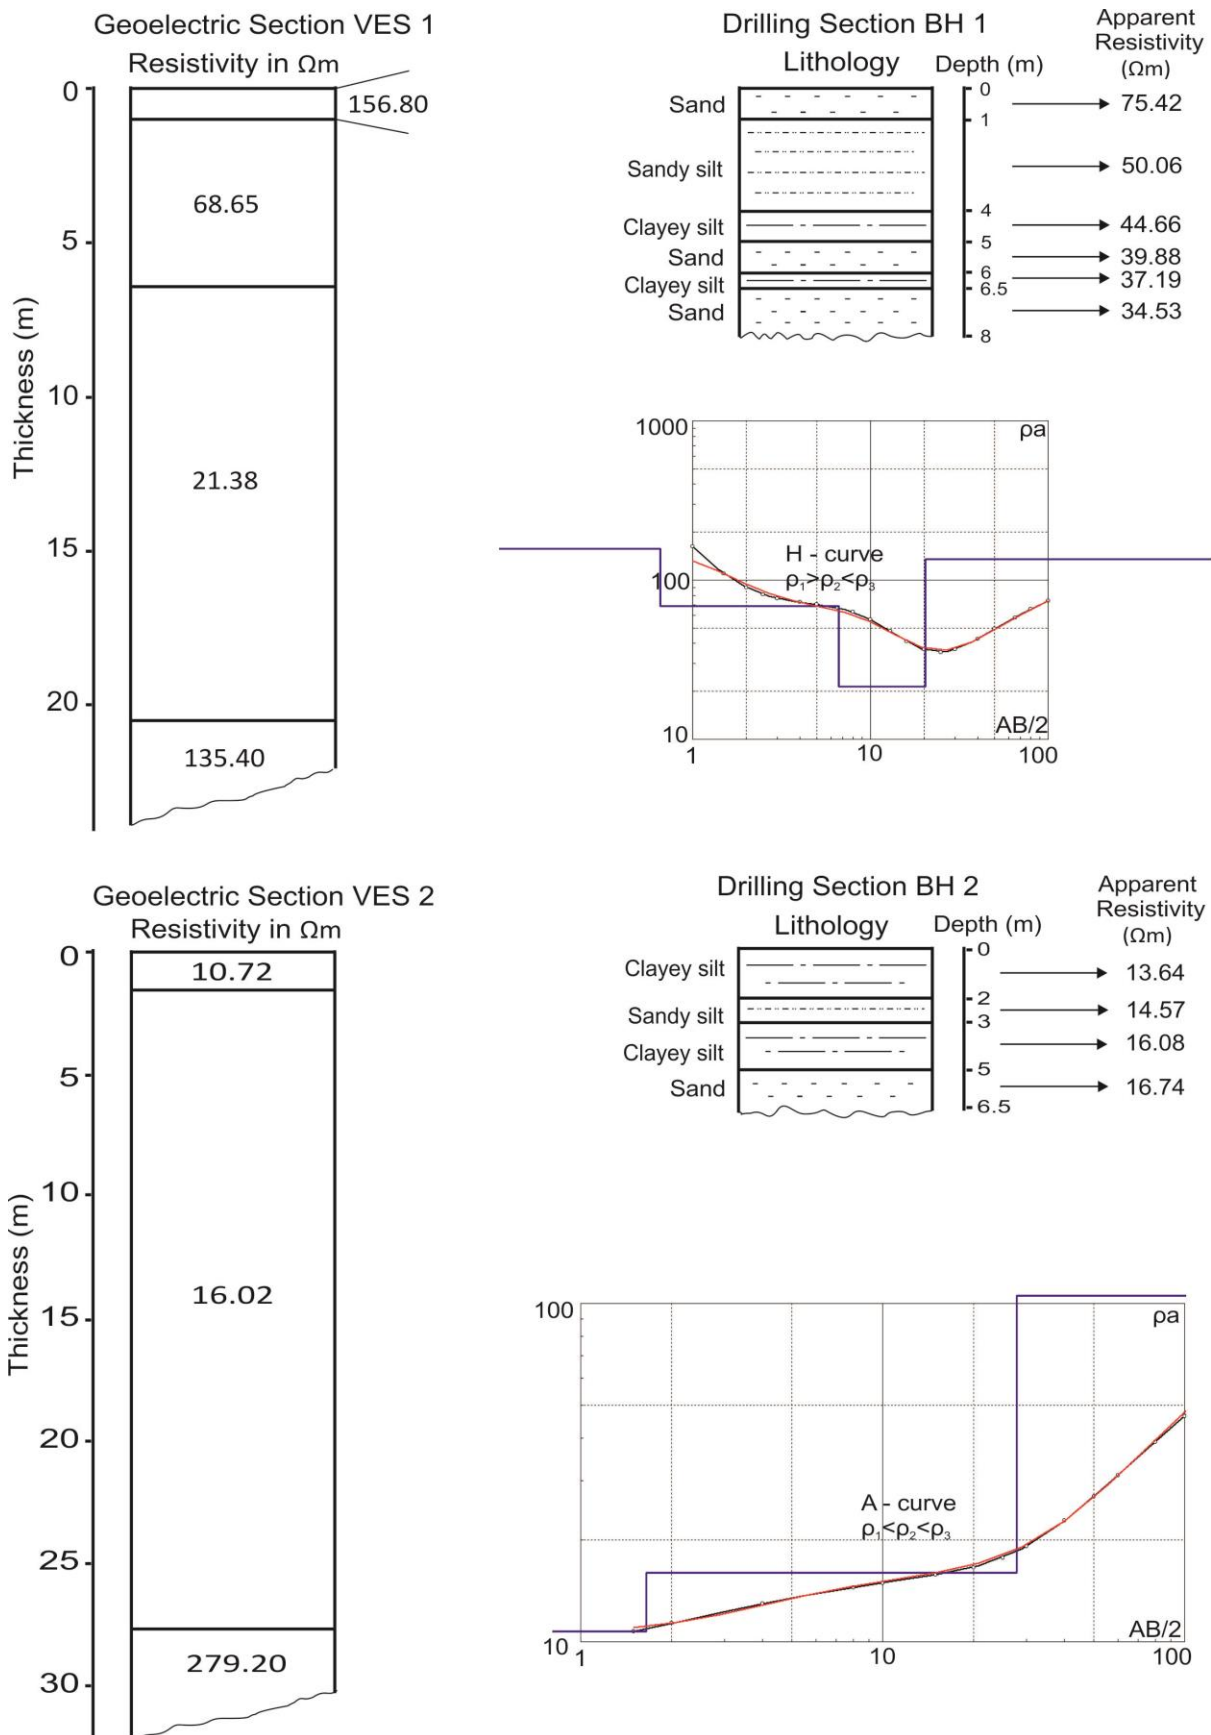 Geoelectric Section VES 1
Resistivity in Ωm
0
156.80
68.65
5
21.38
10
15
20
135.40
Thickness (m)
Drilling Section BH 1
Lithology
Depth (m)
Apparent
Resistivity
(Ωm)
Sand
Sandy silt
Clayey silt
Sand
Clayey silt
Sand
0
1
4
5
6
6.5
8
75.42
50.06
44.66
39.88
37.19
34.53
1000
ρa
H - curve
ρ₁>ρ₂<ρ₃
100
10
AB/2
1
10
100
Geoelectric Section VES 2
Resistivity in Ωm
0
10.72
5
10
16.02
15
20
25
279.20
30
Thickness (m)
Drilling Section BH 2
Lithology
Depth (m)
Apparent
Resistivity
(Ωm)
Clayey silt
Sandy silt
Clayey silt
Sand
0
2
3
5
6.5
13.64
14.57
16.08
16.74
100
ρa
A - curve
ρ₁<ρ₂<ρ₃
AB/2
10
1
10
100